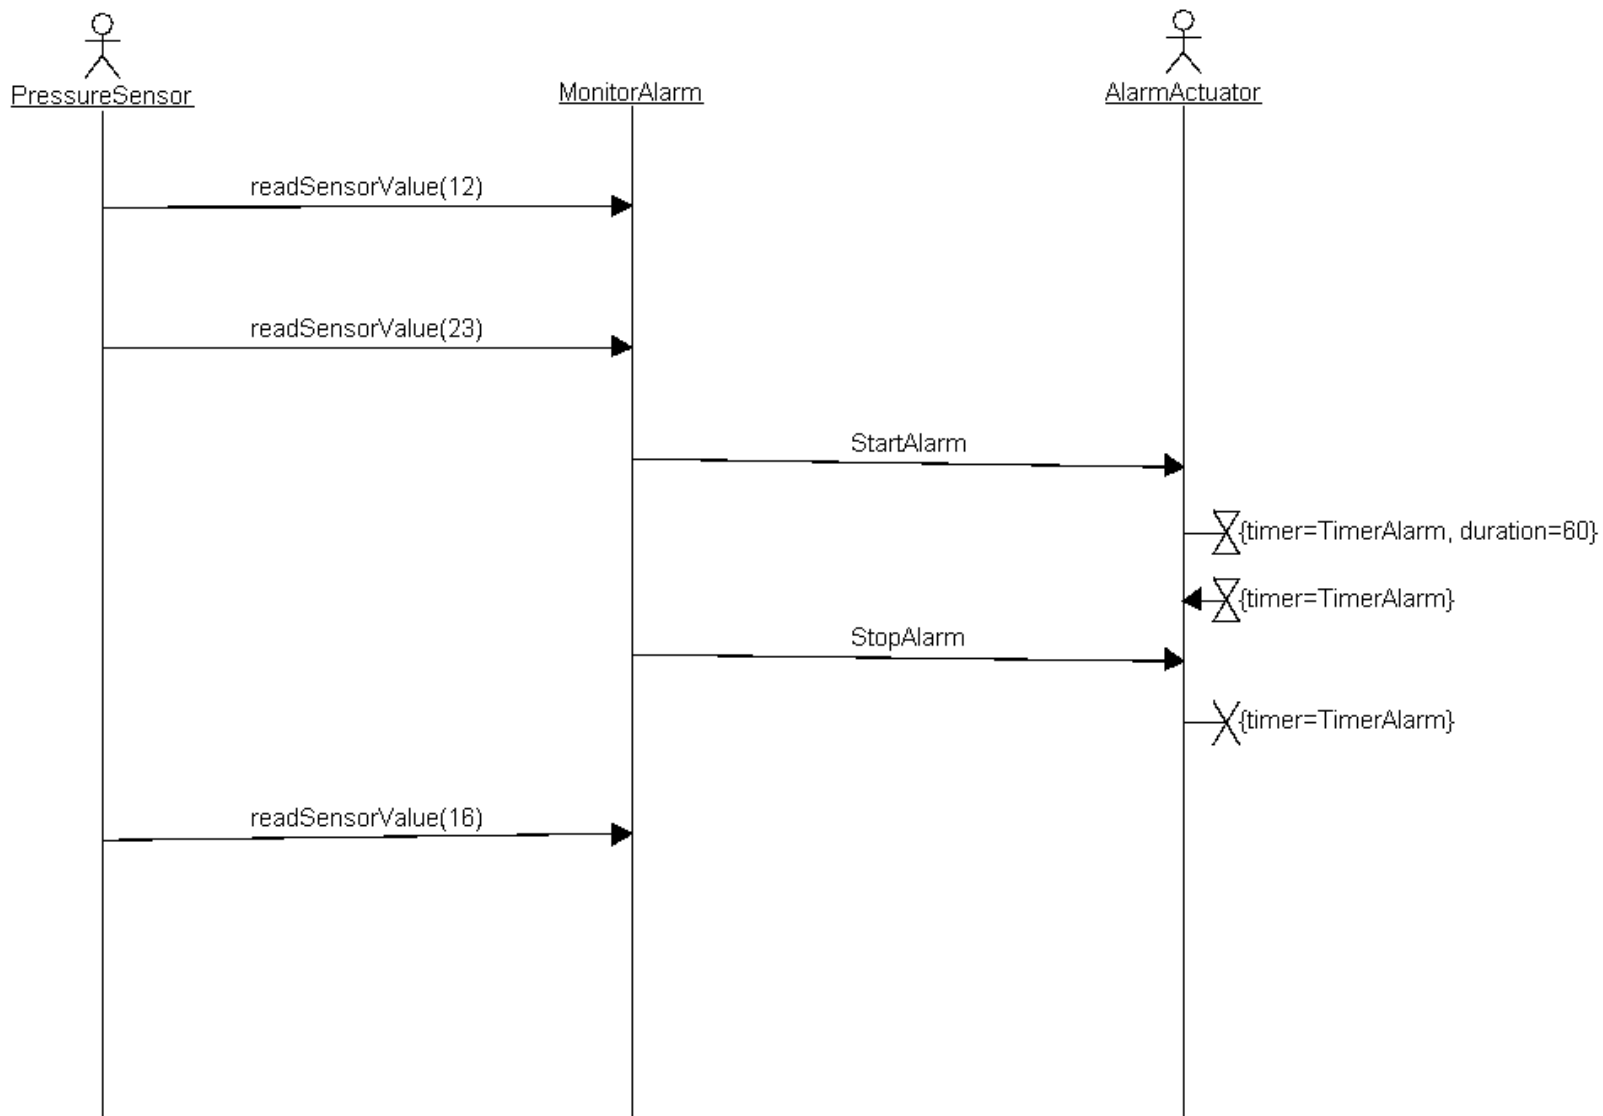 PressureSensor
MonitorAlarm
AlarmActuator
readSensorValue(12)
readSensorValue(23)
StartAlarm
{timer=TimerAlarm, duration=60}
{timer=TimerAlarm}
StopAlarm
{timer=TimerAlarm}
readSensorValue(16)